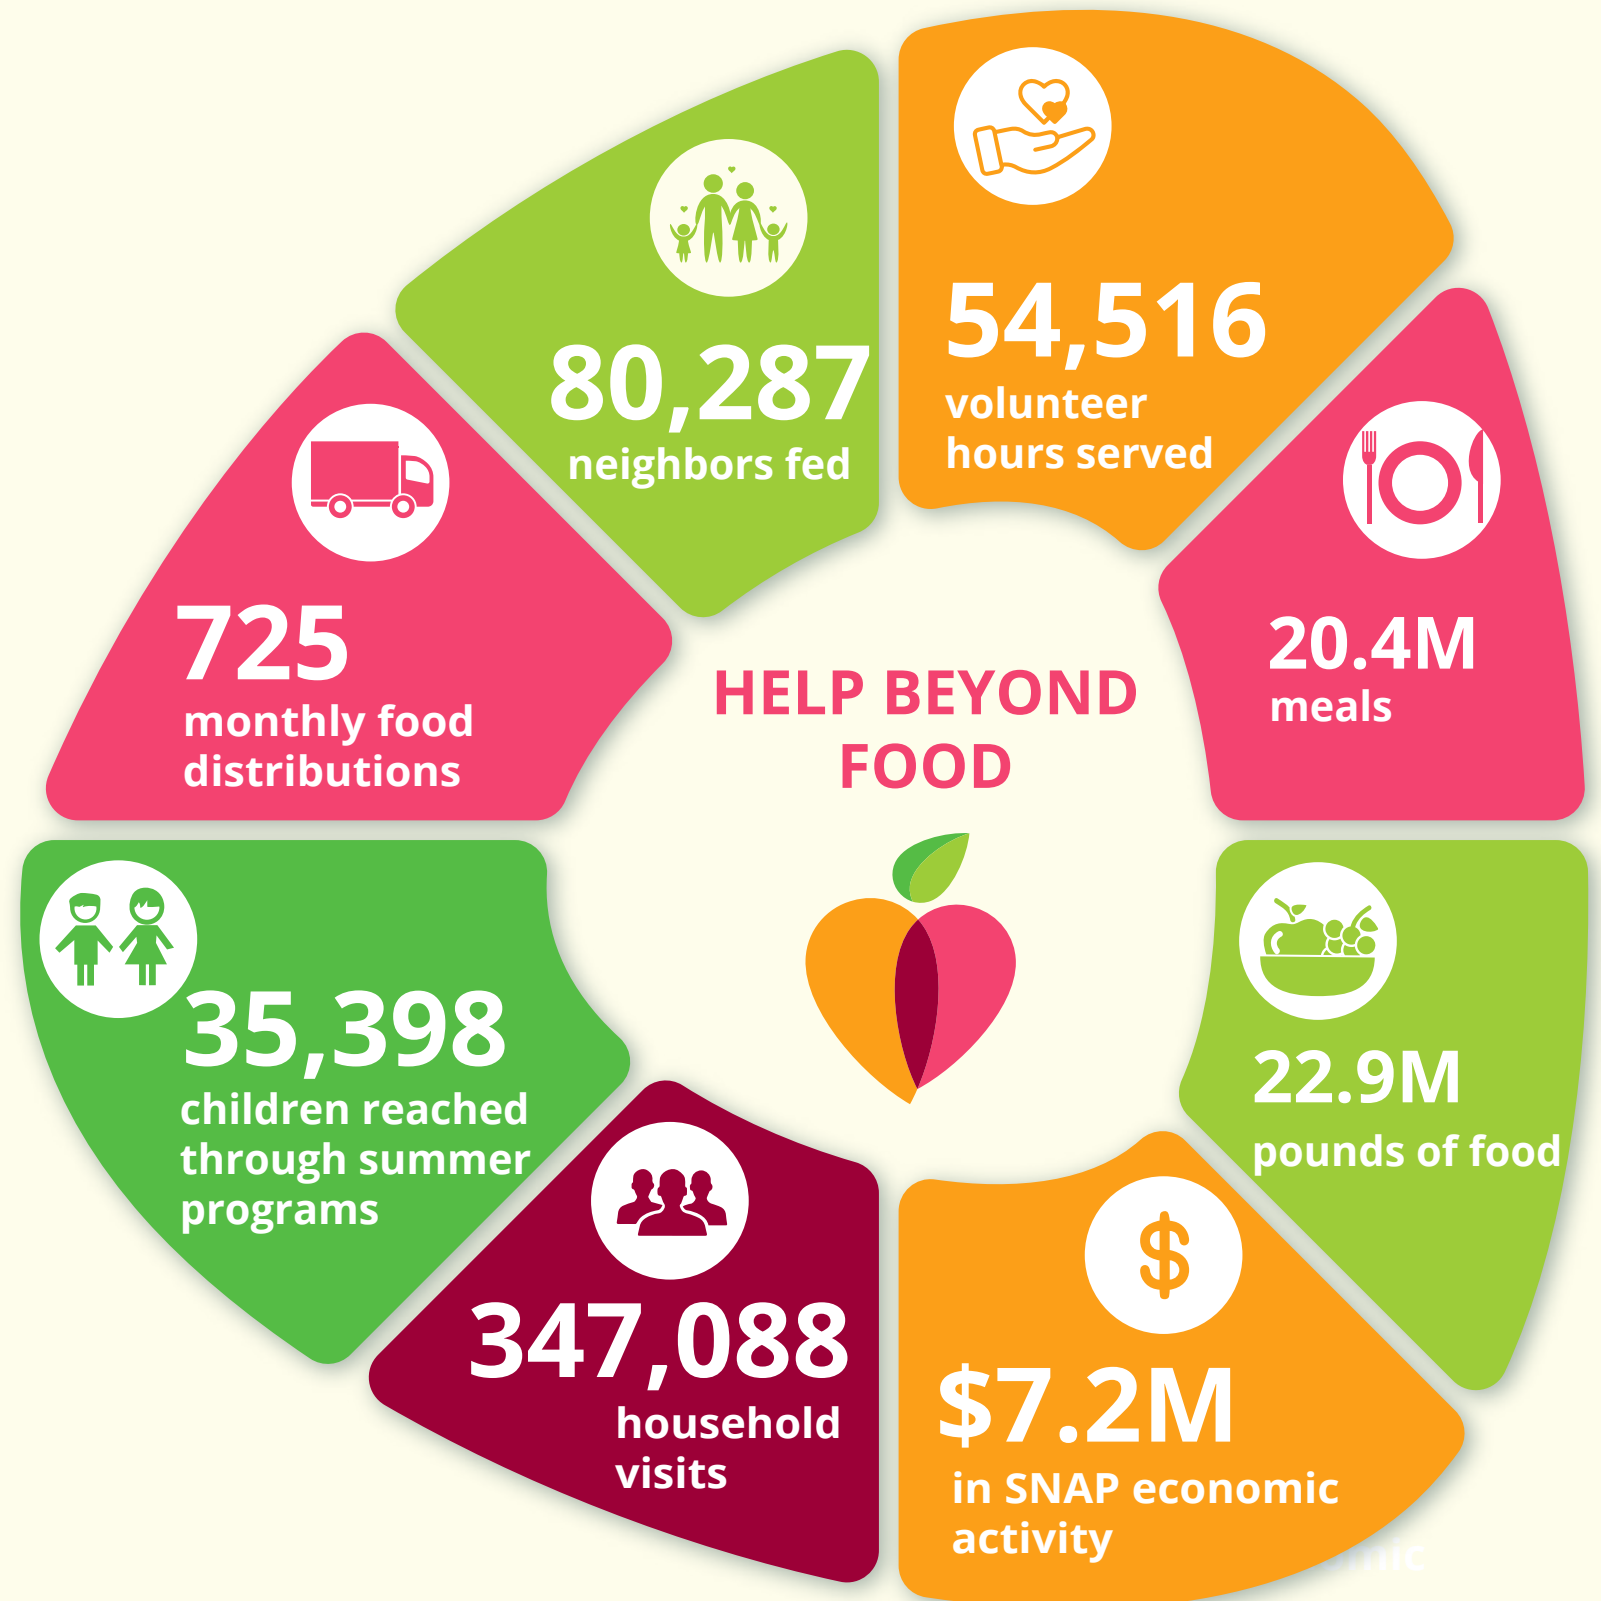 54,516
volunteer
hours served
80,287
neighbors fed
20.4M
meals
725
monthly food
distributions
HELP BEYOND
FOOD
35,398
children reached
through summer
programs
22.9M
pounds of food
347,088
household
visits
$7.2M
in SNAP economic
activity